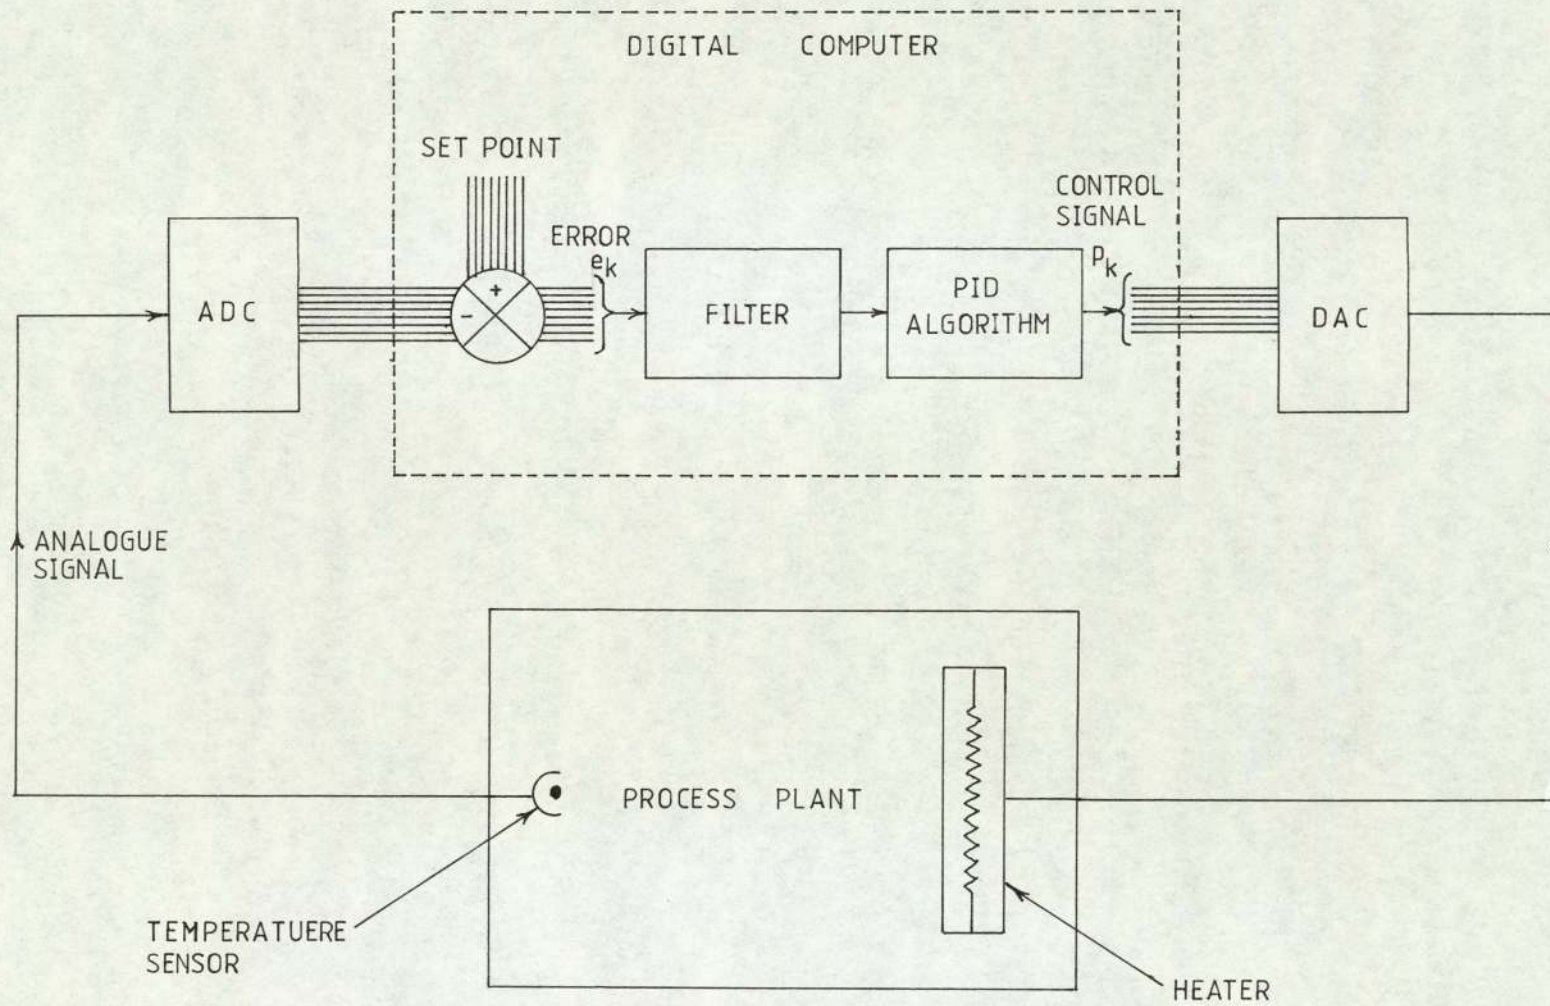 DIGITAL COMPUTER
SET POINT
CONTROL
SIGNAL
ERROR
e_k
P_k
ADC
+
-
FILTER
PID
ALGORITHM
DAC
ANALOGUE
SIGNAL
PROCESS PLANT
TEMPERATUERE
SENSOR
HEATER